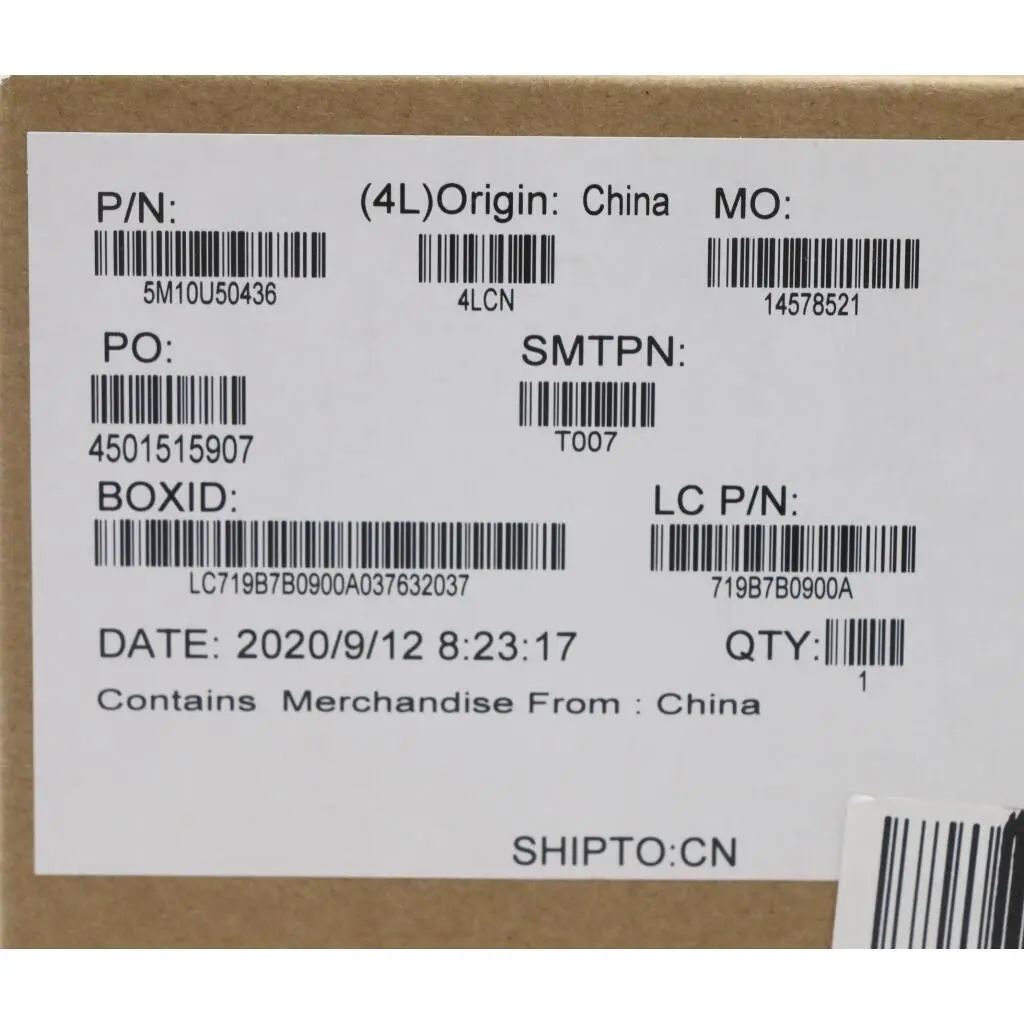 P/N: (4L)Origin: China MO:
5M10U50436 4LCN 14578521
PO: SMTPN:
4501515907 T007
BOXID: LC P/N:
LC719B7B0900A037632037 719B7B0900A
DATE: 2020/9/12 8:23:17 QTY:
1
Contains Merchandise From : China
SHIPTO:CN